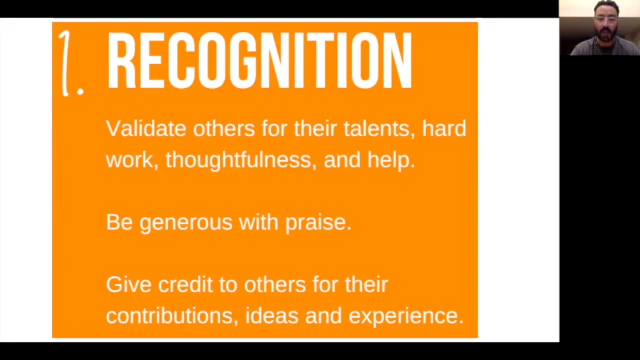 1. RECOGNITION
Validate others for their talents, hard
work, thoughtfulness, and help.
Be generous with praise.
Give credit to others for their
contributions, ideas and experience.